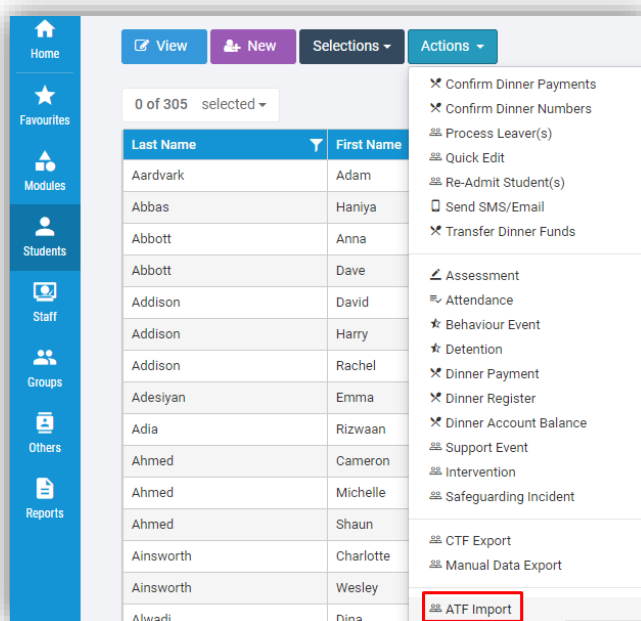 Home
Favourites
Modules
Students
Staff
Groups
Others
Reports
View New Selections Actions
0 of 305 selected
Last Name First Name
Aardvark Adam
Abbas Haniya
Abbott Anna
Abbott Dave
Addison David
Addison Harry
Addison Rachel
Adesiyan Emma
Adia Rizwaan
Ahmed Cameron
Ahmed Michelle
Ahmed Shaun
Ainsworth Charlotte
Ainsworth Wesley
Alwadi Dina
Confirm Dinner Payments
Confirm Dinner Numbers
Process Leaver(s)
Quick Edit
Re-Admit Student(s)
Send SMS/Email
Transfer Dinner Funds
Assessment
Attendance
Behaviour Event
Detention
Dinner Payment
Dinner Register
Dinner Account Balance
Support Event
Intervention
Safeguarding Incident
CTF Export
Manual Data Export
ATF Import